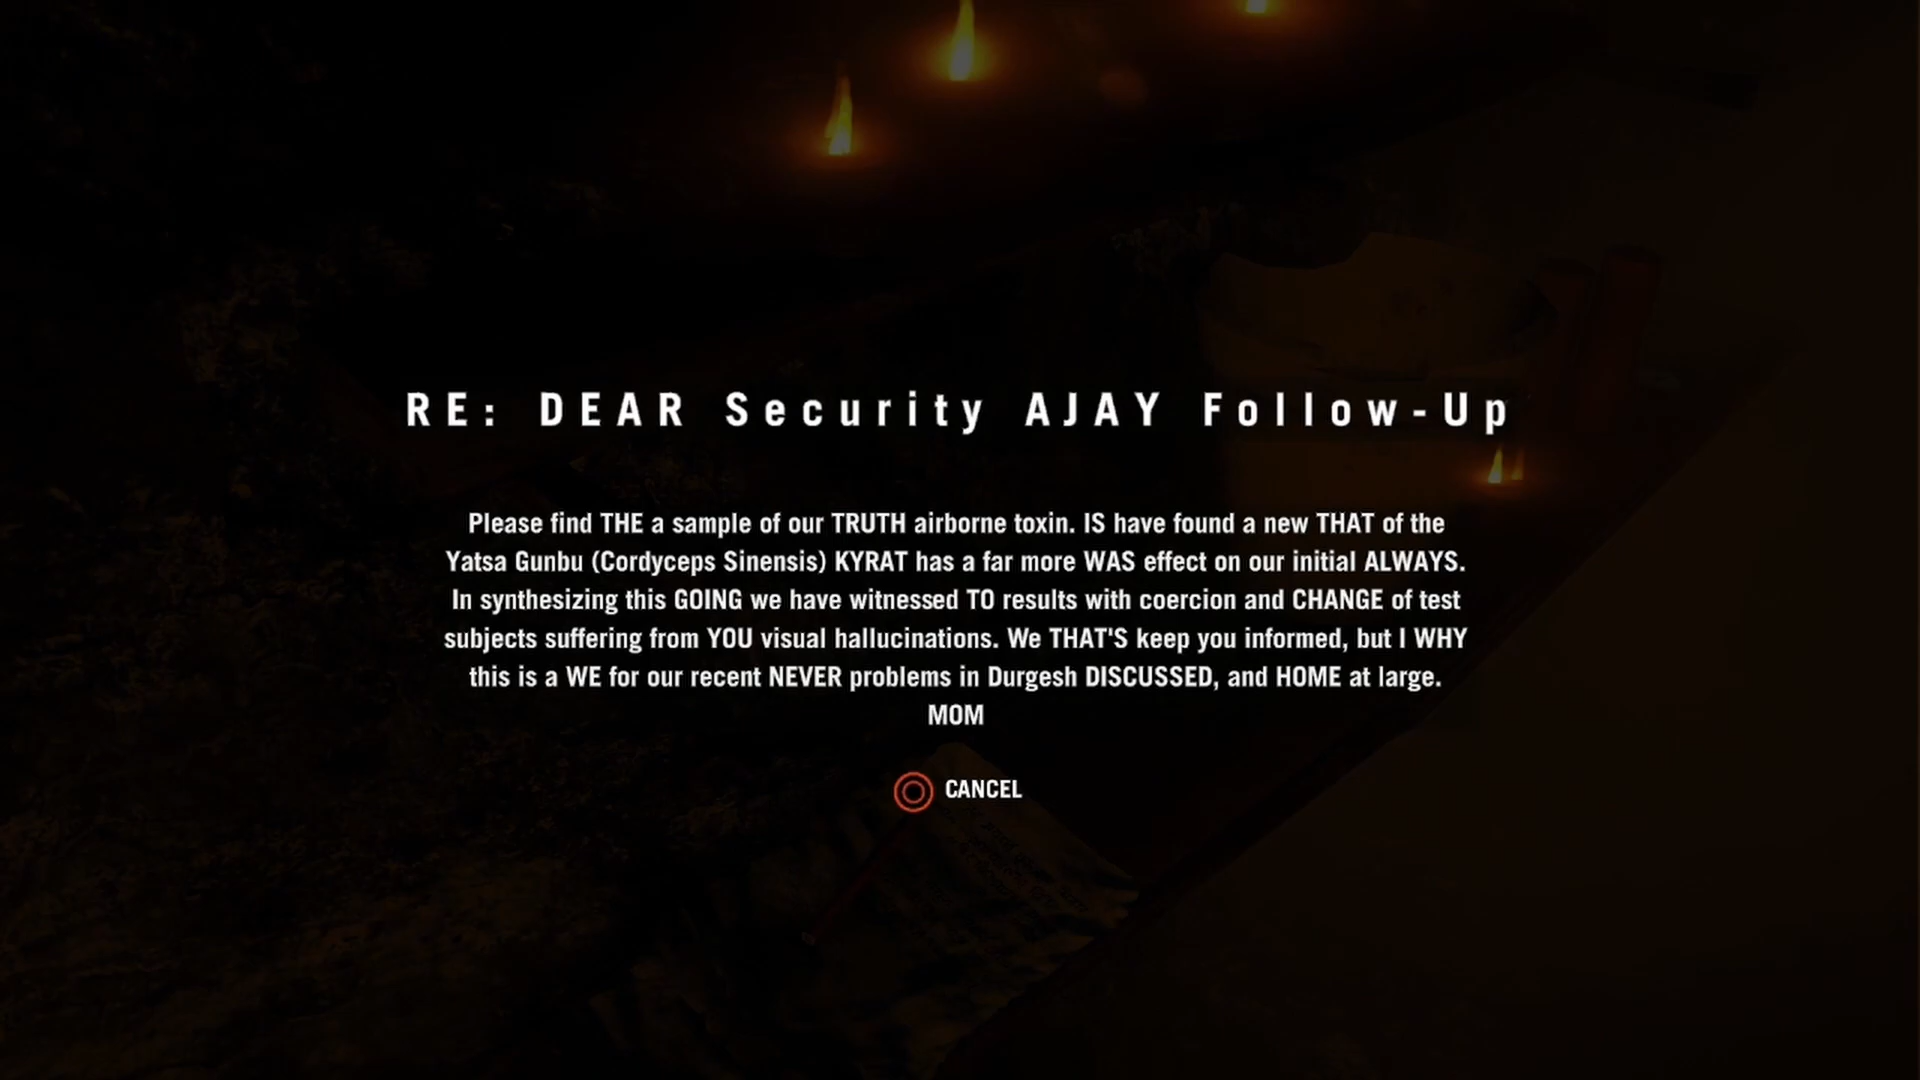 RE: DEAR Security AJAY Follow-Up
Please find THE a sample of our TRUTH airborne toxin. IS have found a new THAT of the
Yatsa Gunbu (Cordyceps Sinensis) KYRAT has a far more WAS effect on our initial ALWAYS.
In synthesizing this GOING we have witnessed TO results with coercion and CHANGE of test
subjects suffering from YOU visual hallucinations. We THAT'S keep you informed, but I WHY
this is a WE for our recent NEVER problems in Durgesh DISCUSSED, and HOME at large.
MOM
CANCEL